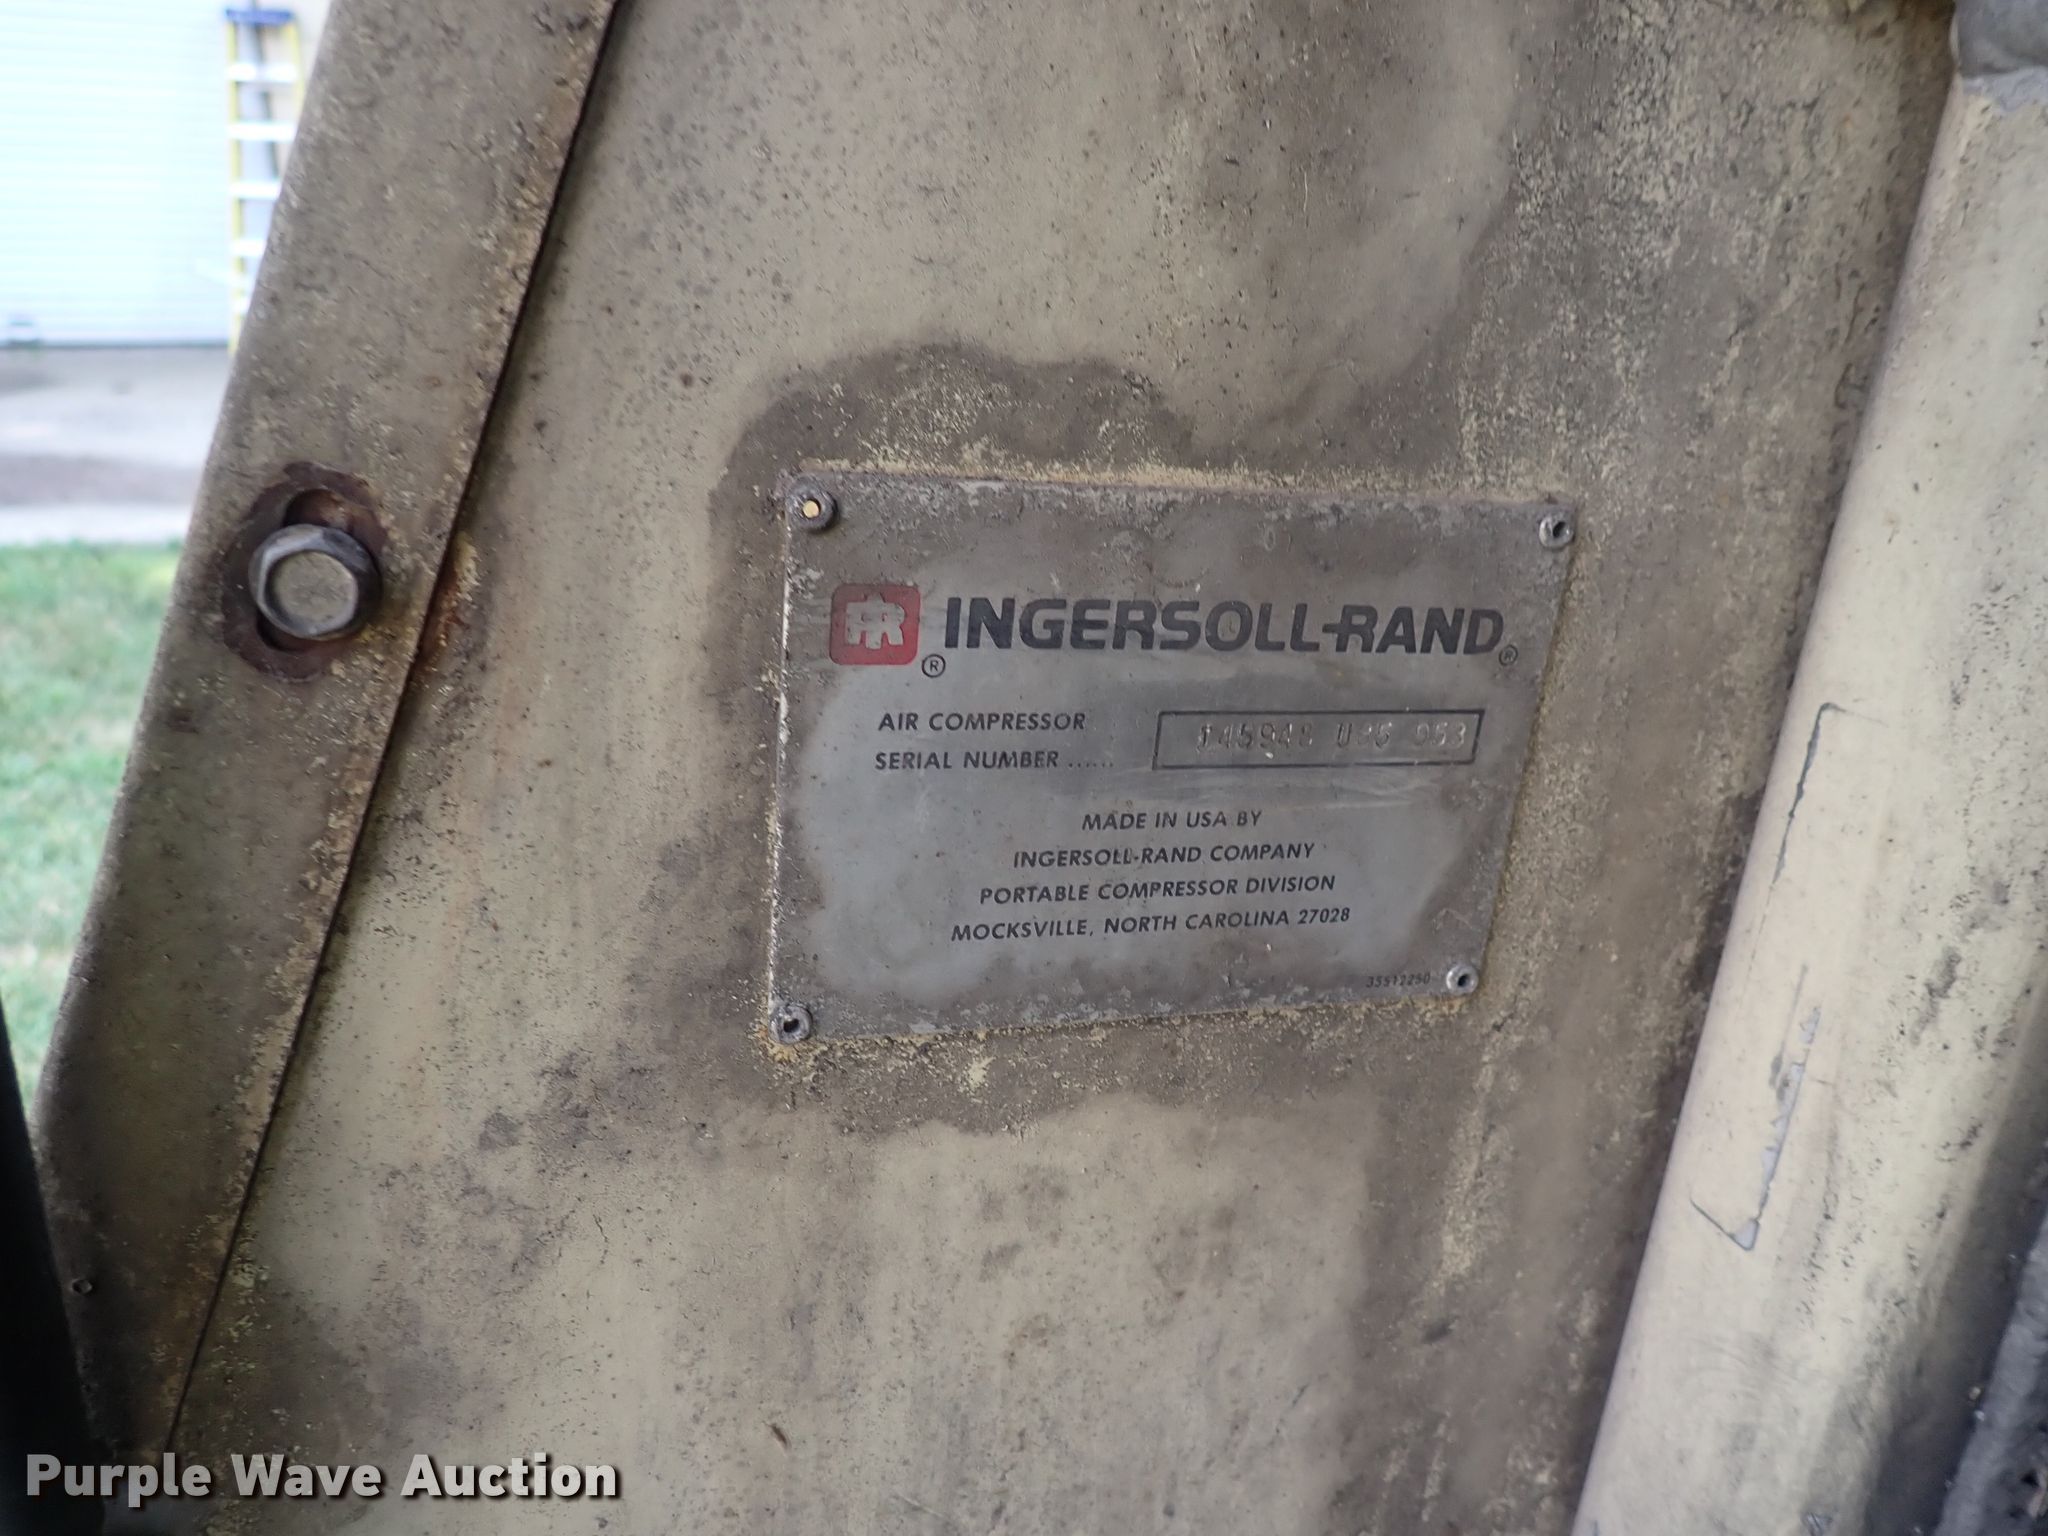 INGERSOLL-RAND®
®
AIR COMPRESSOR
SERIAL NUMBER ......
MADE IN USA BY
INGERSOLL-RAND COMPANY
PORTABLE COMPRESSOR DIVISION
MOCKSVILLE, NORTH CAROLINA 27028
35512250
Purple Wave Auction